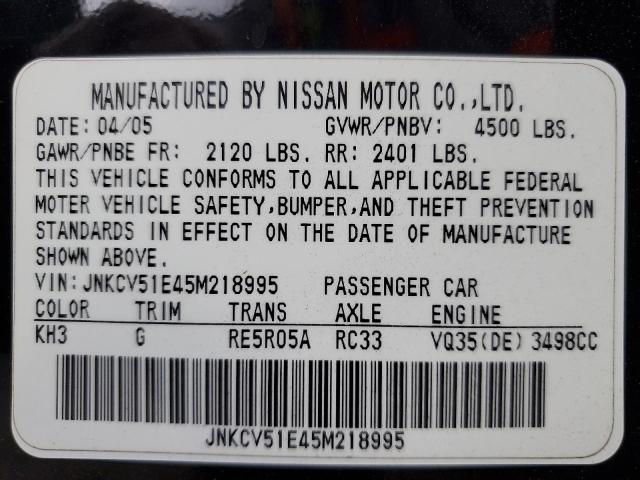 MANUFACTURED BY NISSAN MOTOR CO.,LTD.
DATE: 04/05 GVWR/PNBV: 4500 LBS.
GAWR/PNBE FR: 2120 LBS. RR: 2401 LBS.
THIS VEHICLE CONFORMS TO ALL APPLICABLE FEDERAL
MOTER VEHICLE SAFETY,BUMPER,AND THEFT PREVENTION
STANDARDS IN EFFECT ON THE DATE OF MANUFACTURE
SHOWN ABOVE.
VIN:JNKCV51E45M218995 PASSENGER CAR
COLOR TRIM TRANS AXLE ENGINE
KH3 G RE5R05A RC33 VQ35(DE) 3498CC
JNKCV51E45M218995